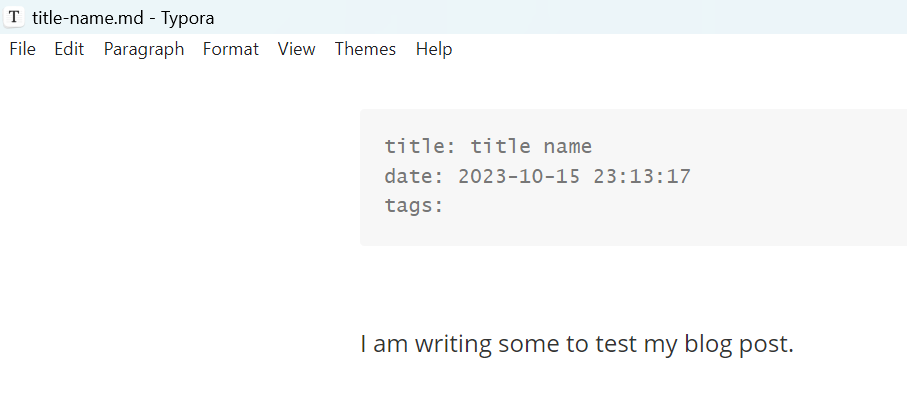 T title-name.md - Typora
File Edit Paragraph Format View Themes Help
title: title name
date: 2023-10-15 23:13:17
tags:
I am writing some to test my blog post.